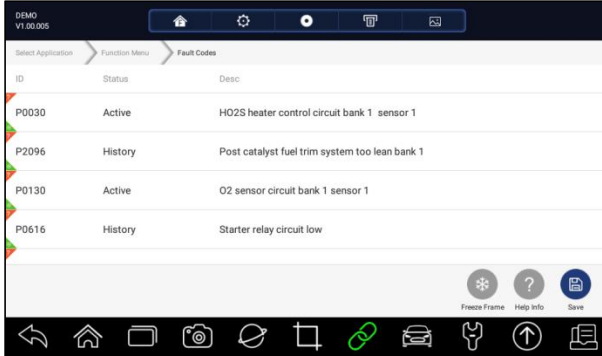 DEMO
V1.00.005
Select Application Function Menu Fault Codes
ID Status Desc
P0030 Active HO2S heater control circuit bank 1 sensor 1
P2096 History Post catalyst fuel trim system too lean bank 1
P0130 Active O2 sensor circuit bank 1 sensor 1
P0616 History Starter relay circuit low
Freeze Frame Help Info Save